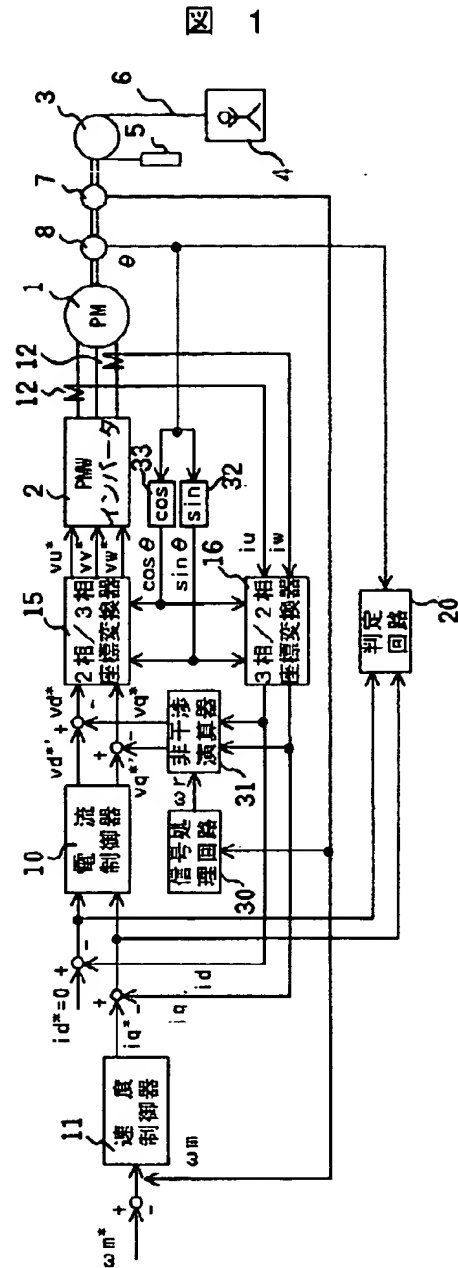 図 1
ωm*
+
-
ωm
11
速度
制御器
iq*
id*=0
+
-
+
-
iq
id
10
電流
制御器
vd*'
+
-
vd*
vq*'
+
-
vq*
15
2相/3相
座標変換器
vu*
vv*
vw*
2
PMW
インバータ
12
12
1
PM
8
θ
7
3
5
6
4
33
cos
32
sin
cosθ
sinθ
16
3相/2相
座標変換器
iu
iw
31
非干渉
演算器
ωr
30
信号処
理回路
20
判定
回路